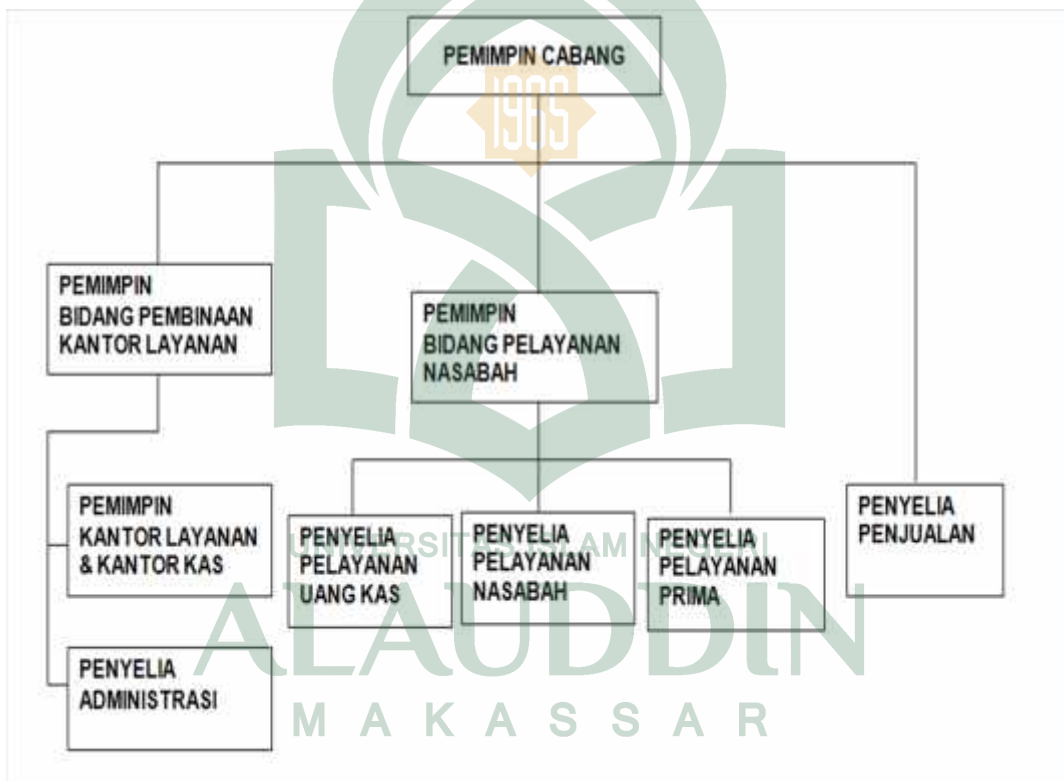 PEMIMPIN CABANG
1965
PEMIMPIN
BIDANG PEMBINAAN
KANTOR LAYANAN
PEMIMPIN
BIDANG PELAYANAN
NASABAH
PEMIMPIN
KANTOR LAYANAN
& KANTOR KAS
PENYELIA
ADMINISTRASI
PENYELIA
PELAYANAN
UANG KAS
PENYELIA
PELAYANAN
NASABAH
PENYELIA
PELAYANAN
PRIMA
PENYELIA
PENJUALAN
UNIVERSITAS ISLAM NEGERI
ALAUDDIN
MAKASSAR